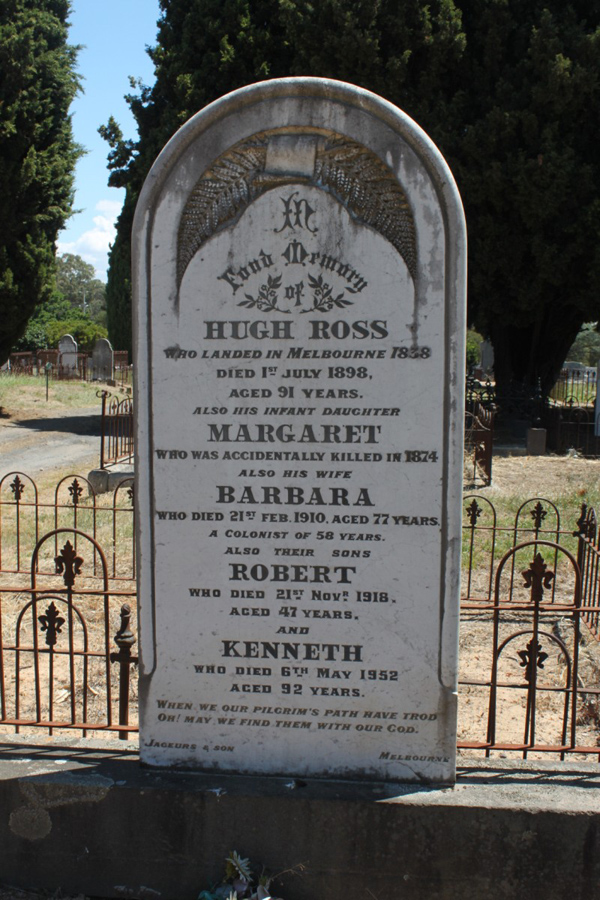 In
Fond Memory
of
HUGH ROSS
WHO LANDED IN MELBOURNE 1838
DIED 1ST JULY 1898,
AGED 91 YEARS.
ALSO HIS INFANT DAUGHTER
MARGARET
WHO WAS ACCIDENTALLY KILLED IN 1874
ALSO HIS WIFE
BARBARA
WHO DIED 21ST FEB. 1910, AGED 77 YEARS.
A COLONIST OF 58 YEARS.
ALSO THEIR SONS
ROBERT
WHO DIED 21ST NOVR 1918.
AGED 47 YEARS,
AND
KENNETH
WHO DIED 6TH MAY 1952
AGED 92 YEARS.
WHEN WE OUR PILGRIM'S PATH HAVE TROD
OH! MAY WE FIND THEM WITH OUR GOD.
JAGEURS & SON MELBOURNE